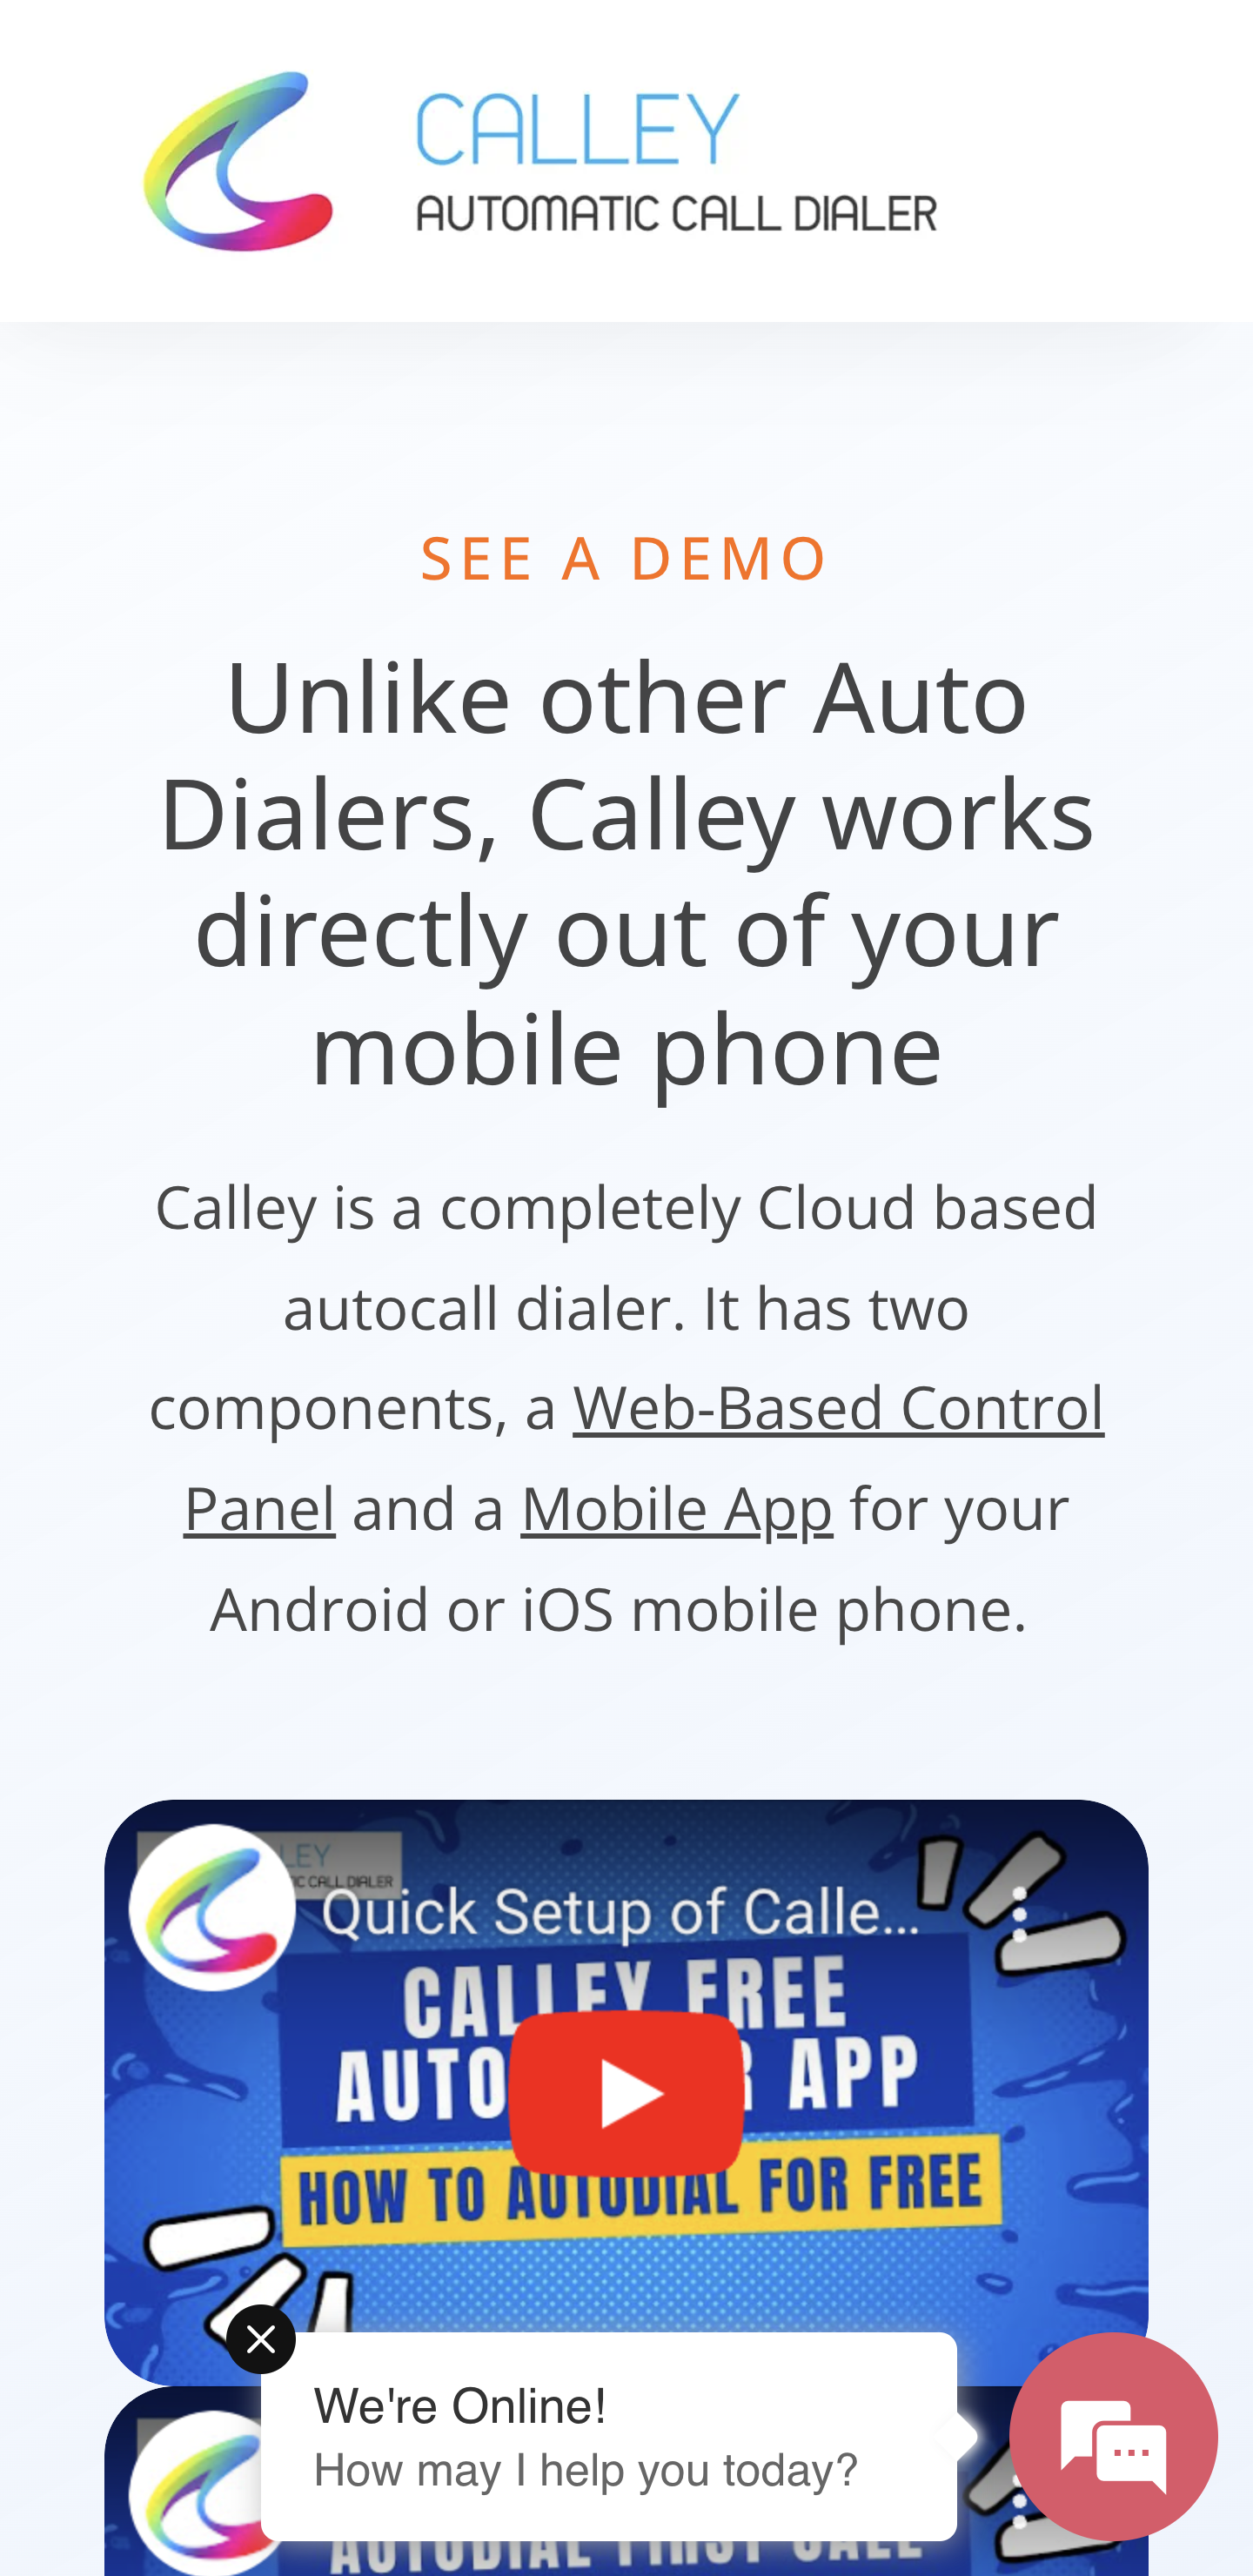 CALLEY
AUTOMATIC CALL DIALER
SEE A DEMO
Unlike other Auto
Dialers, Calley works
directly out of your
mobile phone
Calley is a completely Cloud based
autocall dialer. It has two
components, a Web-Based Control
Panel and a Mobile App for your
Android or iOS mobile phone.
CALL DIALER
Quick Setup of Calle...
CALLEY FREE
APP
HOW TO AUTODIAL FOR FREE
We're Online!
How may I help you today?
AUTODIAL FIRST CALL